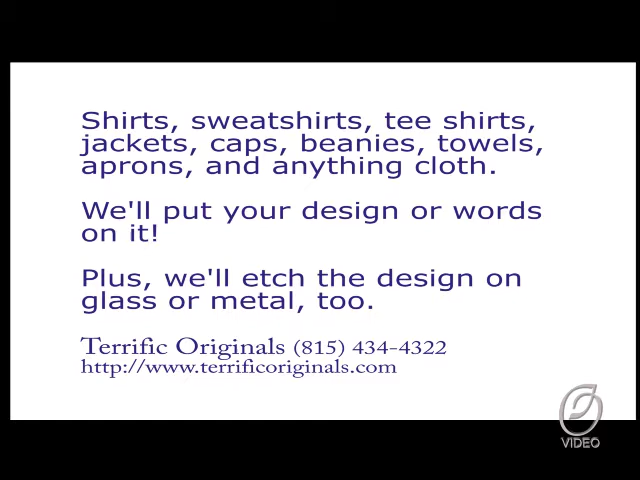 Shirts, sweatshirts, tee shirts,
jackets, caps, beanies, towels,
aprons, and anything cloth.
We'll put your design or words
on it!
Plus, we'll etch the design on
glass or metal, too.
Terrific Originals (815) 434-4322
http://www.terrificoriginals.com
VIDEO